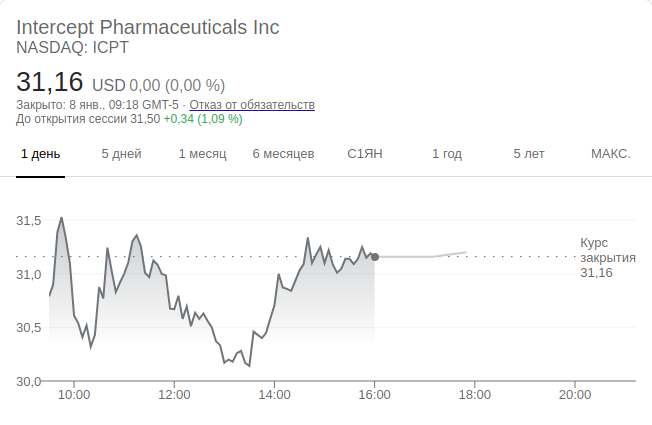 Intercept Pharmaceuticals Inc
NASDAQ: ICPT
31,16 USD 0,00 (0,00 %)
Закрыто: 8 янв., 09:18 GMT-5 · Отказ от обязательств
До открытия сессии 31,50 +0,34 (1,09 %)
1 день 5 дней 1 месяц 6 месяцев С1ЯН 1 год 5 лет МАКС.
31,5
Курс
закрытия
31,16
31,0
30,5
30,0
10:00 12:00 14:00 16:00 18:00 20:00